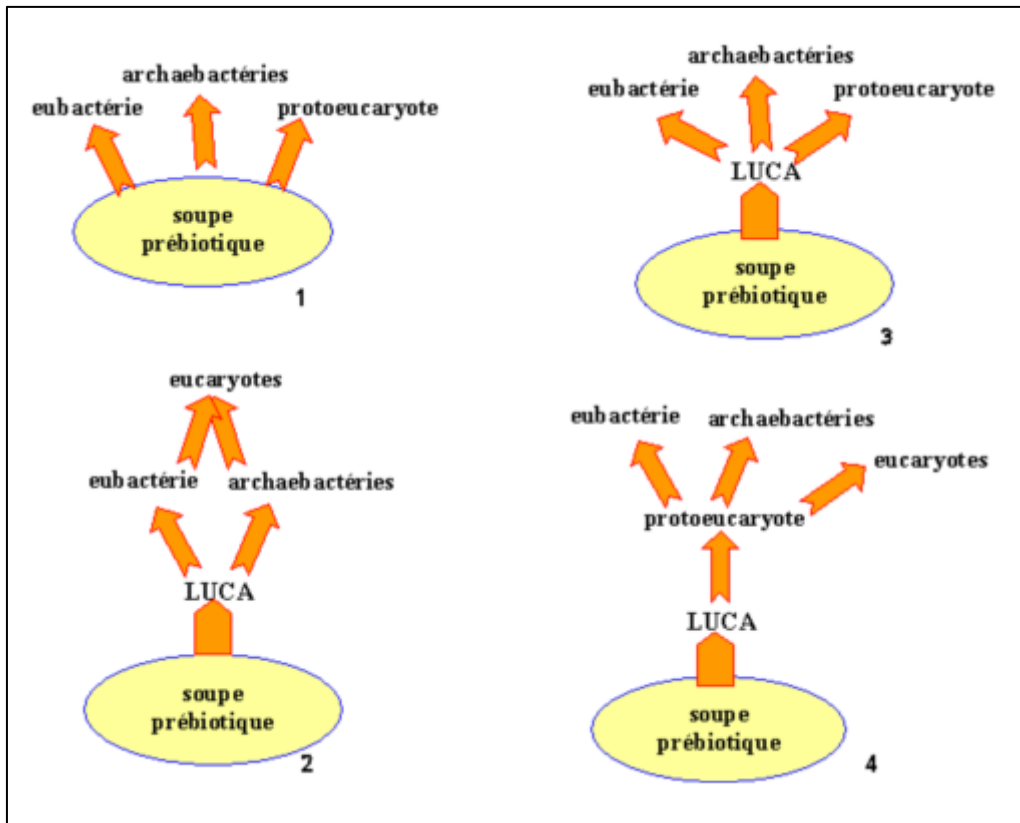 archaebactéries
eubactérie
protoeucaryote
soupe
prébiotique
1
eucaryotes
eubactérie
archaebactéries
LUCA
soupe
prébiotique
2
archaebactéries
eubactérie
protoeucaryote
LUCA
soupe
prébiotique
3
eubactérie
archaebactéries
eucaryotes
protoeucaryote
LUCA
soupe
prébiotique
4